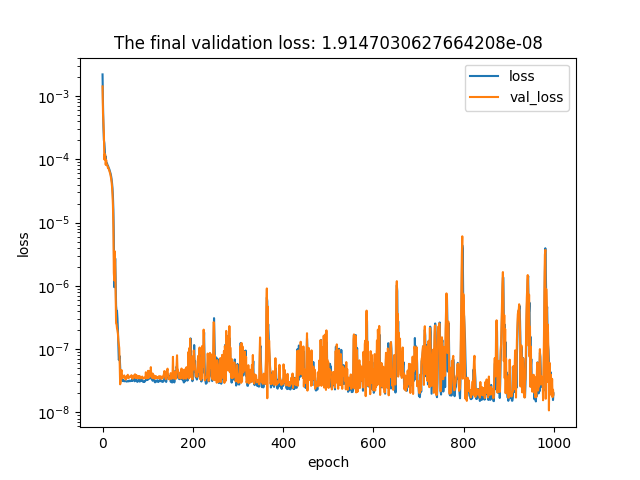 The final validation loss: 1.9147030627664208e-08
loss
val_loss
10⁻³
10⁻⁴
10⁻⁵
10⁻⁶
10⁻⁷
10⁻⁸
loss
0 200 400 600 800 1000
epoch